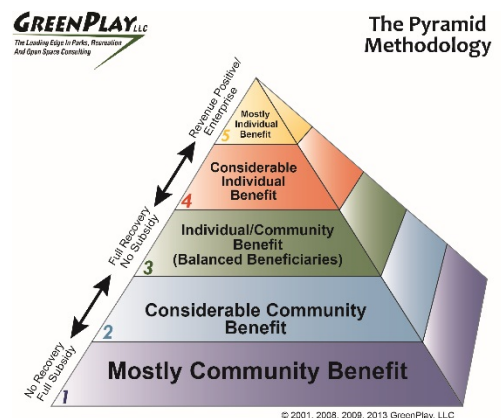 GREENPLAY LLC
The Leading Edge In Parks, Recreation
And Open Space Consulting
The Pyramid
Methodology
Revenue Positive/
Enterprise
Mostly
Individual
Benefit
5
Considerable
Individual
Benefit
4
Full Recovery
No Subsidy
Individual/Community
Benefit
(Balanced Beneficiaries)
3
Considerable Community
Benefit
2
No Recovery
Full Subsidy
Mostly Community Benefit
1
© 2001, 2008, 2009, 2013 GreenPlay, LLC